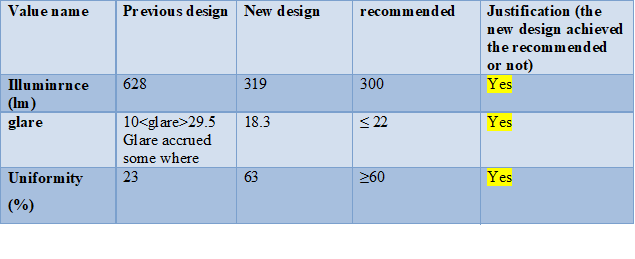 Value name Previous design New design recommended Justification (the
new design achieved
the recommended
or not)
Illuminrnce 628 319 300 Yes
(lm)
glare 10<glare>29.5 18.3 ≤ 22 Yes
Glare accrued
some where
Uniformity 23 63 ≥60 Yes
(%)